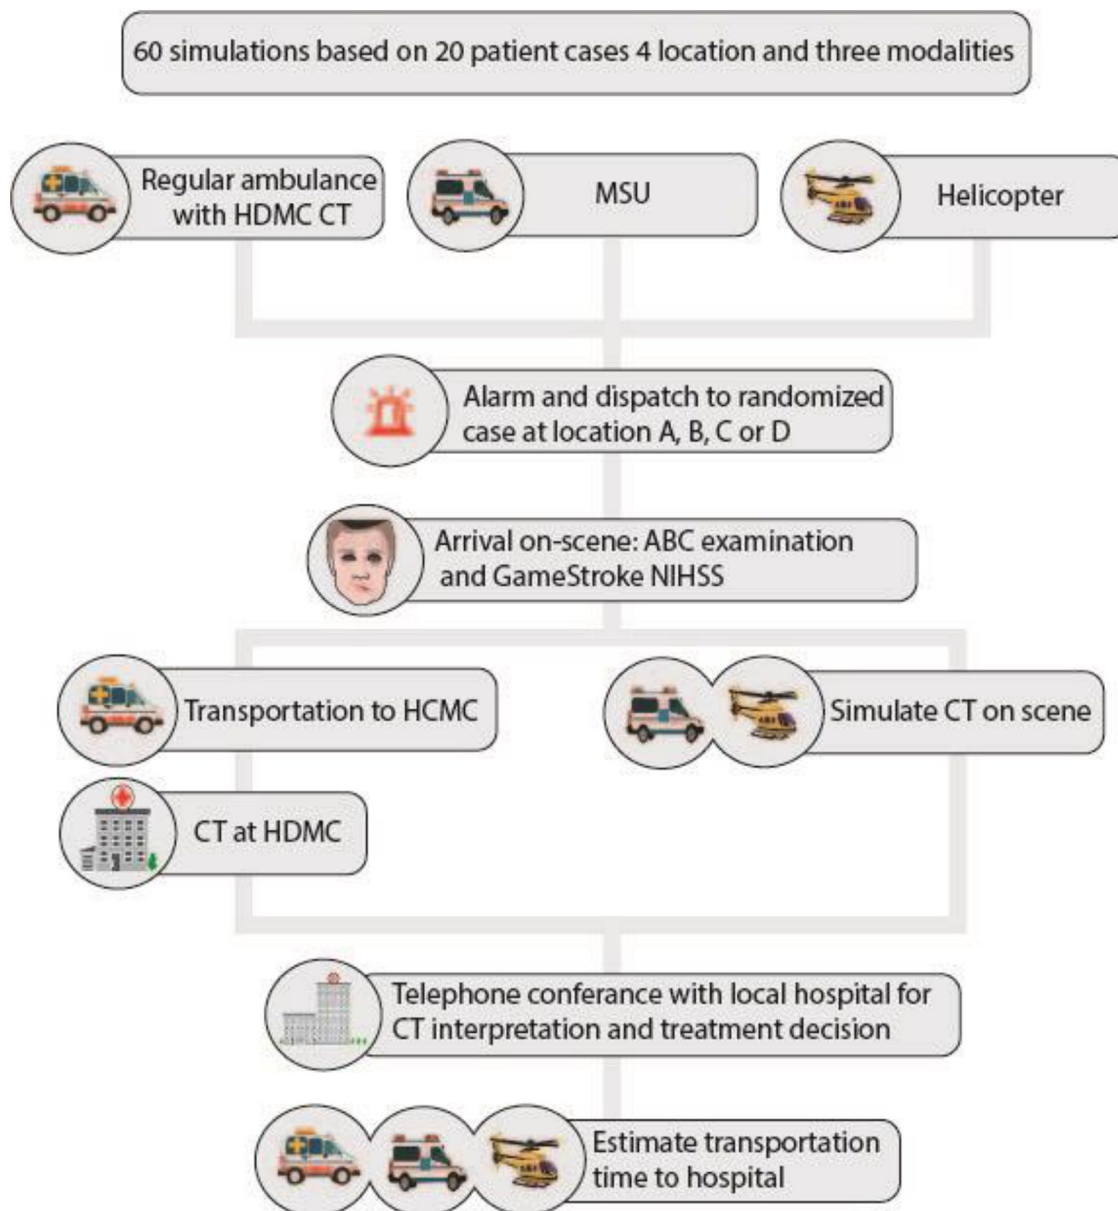 60 simulations based on 20 patient cases 4 location and three modalities
Regular ambulance
with HDMC CT
MSU
Helicopter
Alarm and dispatch to randomized
case at location A, B, C or D
Arrival on-scene: ABC examination
and GameStroke NIHSS
Transportation to HCMC
Simulate CT on scene
CT at HDMC
Telephone conferance with local hospital for
CT interpretation and treatment decision
Estimate transportation
time to hospital